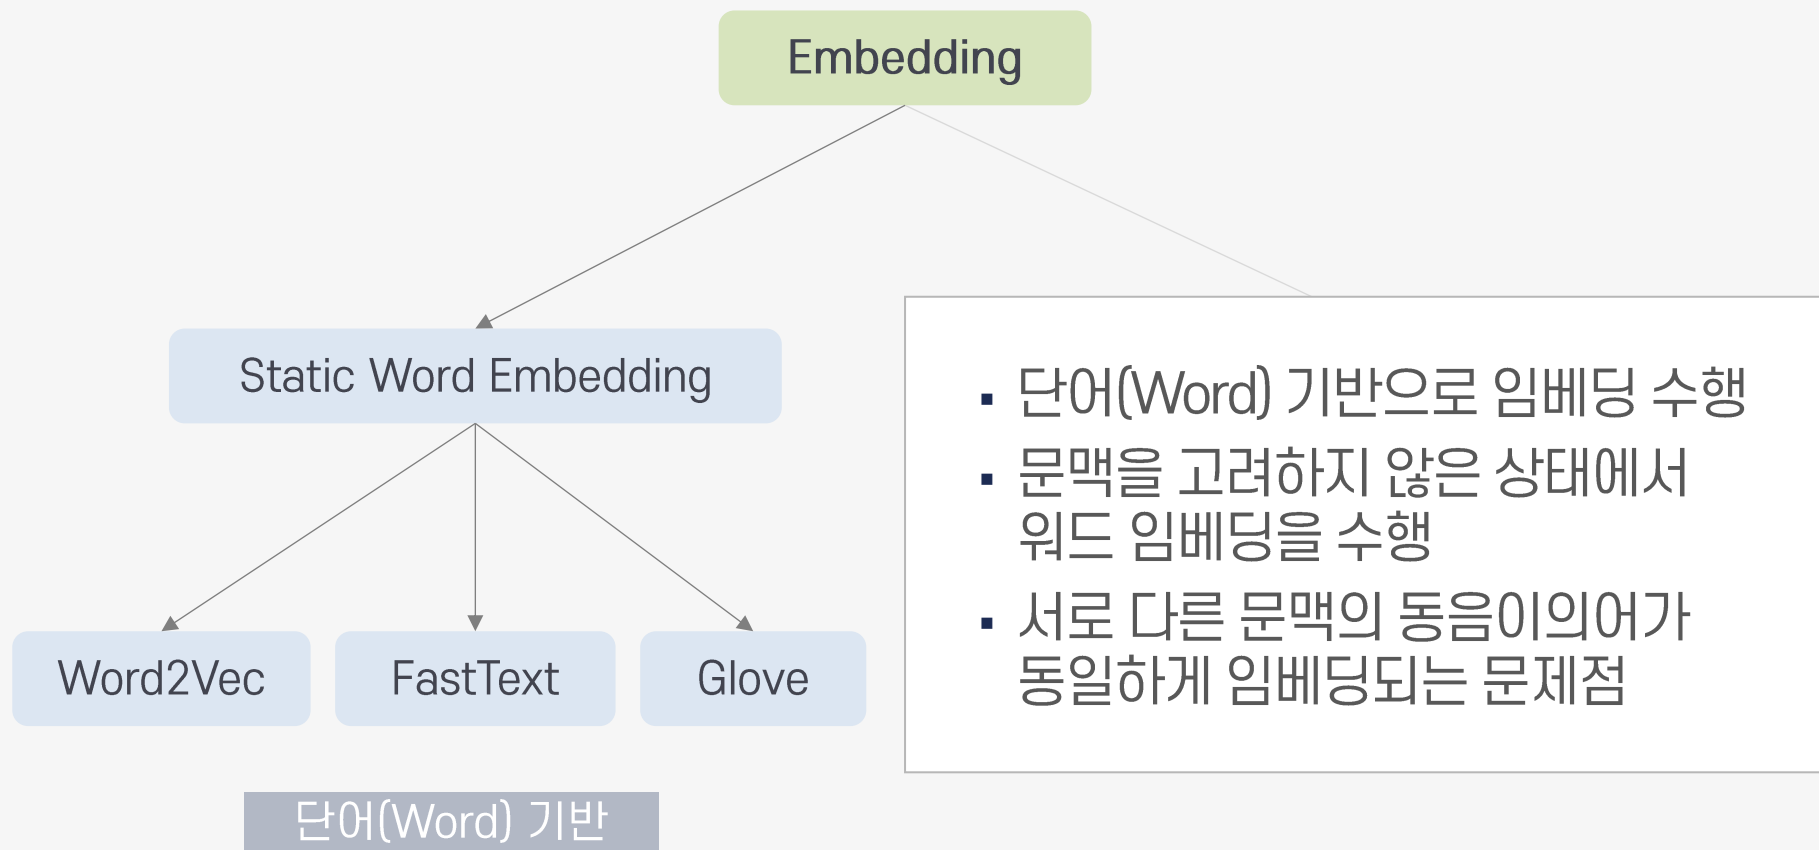 Embedding
Static Word Embedding
Word2Vec
FastText
Glove
단어(Word) 기반
▪ 단어(Word) 기반으로 임베딩 수행
▪ 문맥을 고려하지 않은 상태에서
워드 임베딩을 수행
▪ 서로 다른 문맥의 동음이의어가
동일하게 임베딩되는 문제점